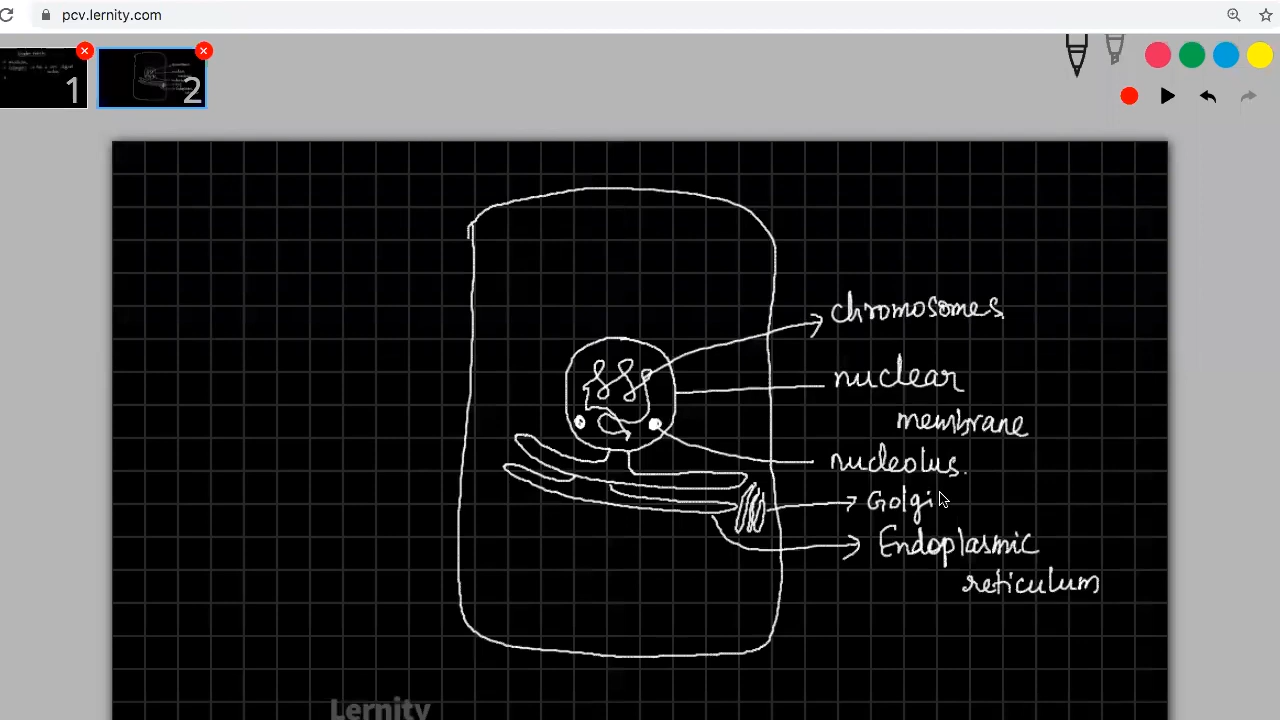 pcv.lernity.com
1
2
chromosomes
nuclear
membrane
nucleolus.
Golgi
Endoplasmic
reticulum
Lernity